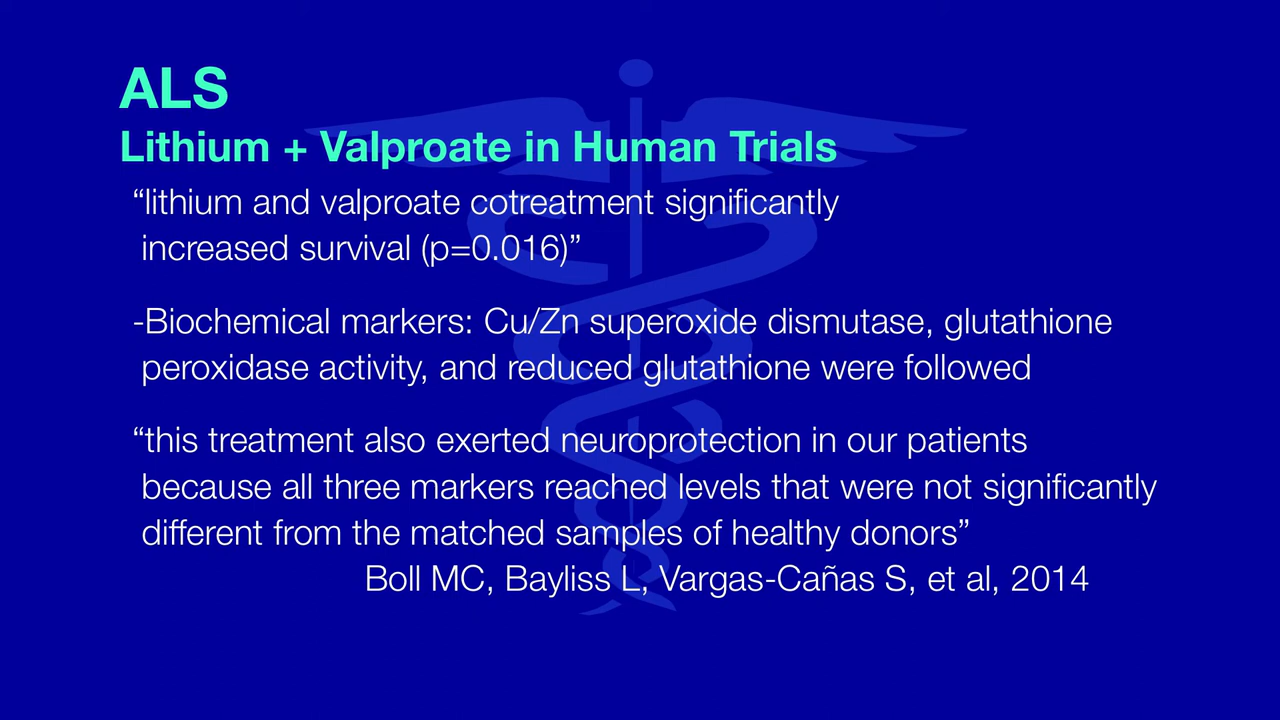 ALS
Lithium + Valproate in Human Trials
“lithium and valproate cotreatment significantly
increased survival (p=0.016)”
-Biochemical markers: Cu/Zn superoxide dismutase, glutathione
peroxidase activity, and reduced glutathione were followed
“this treatment also exerted neuroprotection in our patients
because all three markers reached levels that were not significantly
different from the matched samples of healthy donors”
Boll MC, Bayliss L, Vargas-Cañas S, et al, 2014